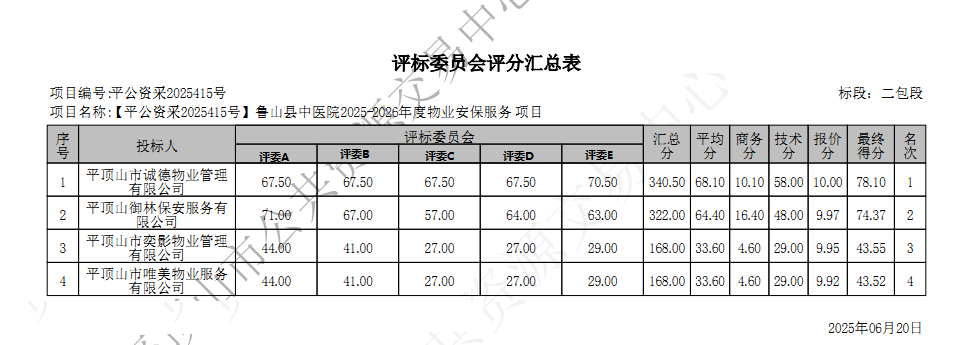 评标委员会评分汇总表
项目编号:平公资采2025415号 标段：二包段
项目名称:【平公资采2025415号】鲁山县中医院2025-2026年度物业安保服务 项目
序号 投标人 评标委员会 汇总分 平均分 商务分 技术分 报价分 最终得分 名次
评委A 评委B 评委C 评委D 评委E
1 平顶山市诚德物业管理有限公司 67.50 67.50 67.50 67.50 70.50 340.50 68.10 10.10 58.00 10.00 78.10 1
2 平顶山御林保安服务有限公司 71.00 67.00 57.00 64.00 63.00 322.00 64.40 16.40 48.00 9.97 74.37 2
3 平顶山市奕影物业管理有限公司 44.00 41.00 27.00 27.00 29.00 168.00 33.60 4.60 29.00 9.95 43.55 3
4 平顶山市唯美物业服务有限公司 44.00 41.00 27.00 27.00 29.00 168.00 33.60 4.60 29.00 9.92 43.52 4
2025年06月20日